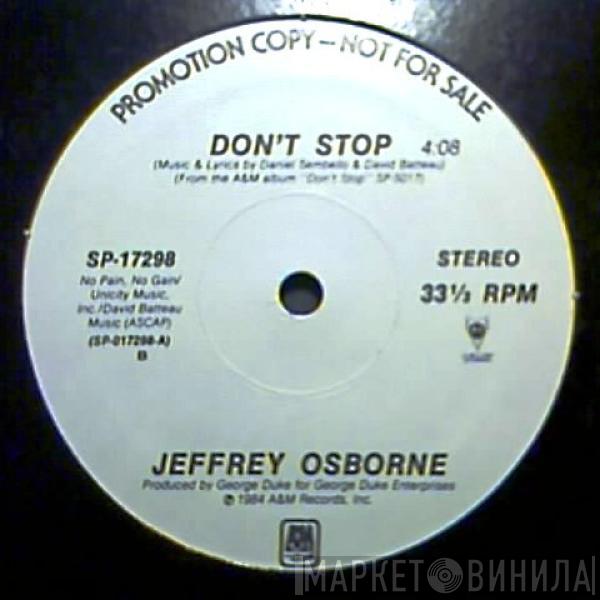 PROMOTION COPY – NOT FOR SALE
DON'T STOP 4:08
(Music & Lyrics by Daniel Sembello & David Batteau)
(From the A&M album "Don't Stop" SP-5017)
SP-17298
No Pain, No Gain/
Unicity Music,
Inc./David Batteau
Music (ASCAP)
(SP-017298-A)
B
STEREO
33⅓ RPM
JEFFREY OSBORNE
Produced by George Duke for George Duke Enterprises
℗ 1984 A&M Records, Inc.
МАРКЕТ ВИНИЛА